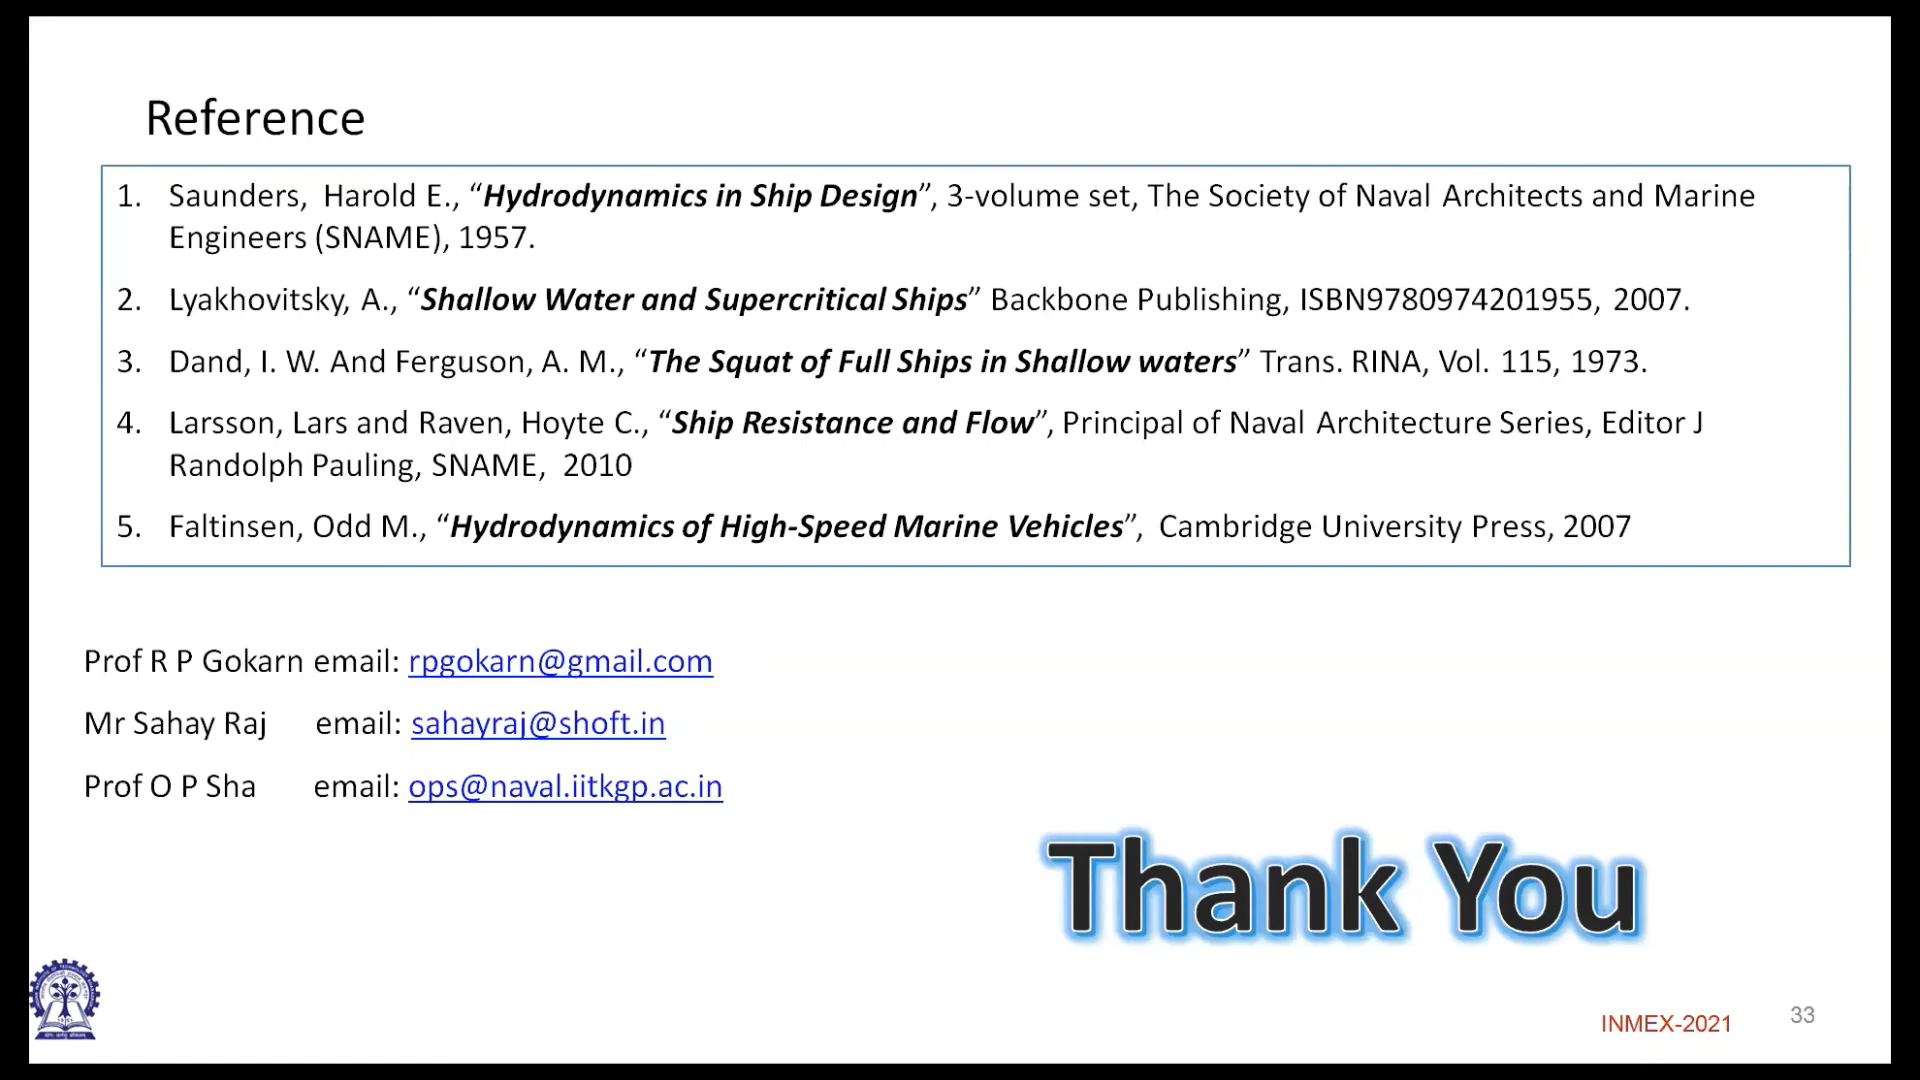 Reference
1. Saunders, Harold E., “Hydrodynamics in Ship Design”, 3-volume set, The Society of Naval Architects and Marine
Engineers (SNAME), 1957.
2. Lyakhovitsky, A., “Shallow Water and Supercritical Ships” Backbone Publishing, ISBN9780974201955, 2007.
3. Dand, I. W. And Ferguson, A. M., “The Squat of Full Ships in Shallow waters” Trans. RINA, Vol. 115, 1973.
4. Larsson, Lars and Raven, Hoyte C., “Ship Resistance and Flow”, Principal of Naval Architecture Series, Editor J
Randolph Pauling, SNAME, 2010
5. Faltinsen, Odd M., “Hydrodynamics of High-Speed Marine Vehicles”, Cambridge University Press, 2007
Prof R P Gokarn email: rpgokarn@gmail.com
Mr Sahay Raj email: sahayraj@shoft.in
Prof O P Sha email: ops@naval.iitkgp.ac.in
Thank You
INMEX-2021
33